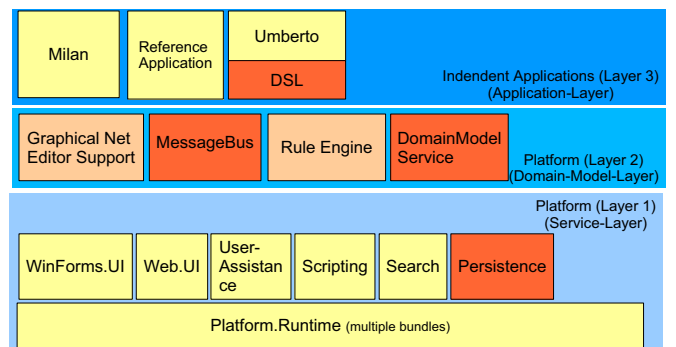 Milan
Reference
Application
Umberto
DSL
Indendent Applications (Layer 3)
(Application-Layer)
Graphical Net
Editor Support
MessageBus
Rule Engine
DomainModel
Service
Platform (Layer 2)
(Domain-Model-Layer)
Platform (Layer 1)
(Service-Layer)
WinForms.UI
Web.UI
User-
Assistan
ce
Scripting
Search
Persistence
Platform.Runtime (multiple bundles)